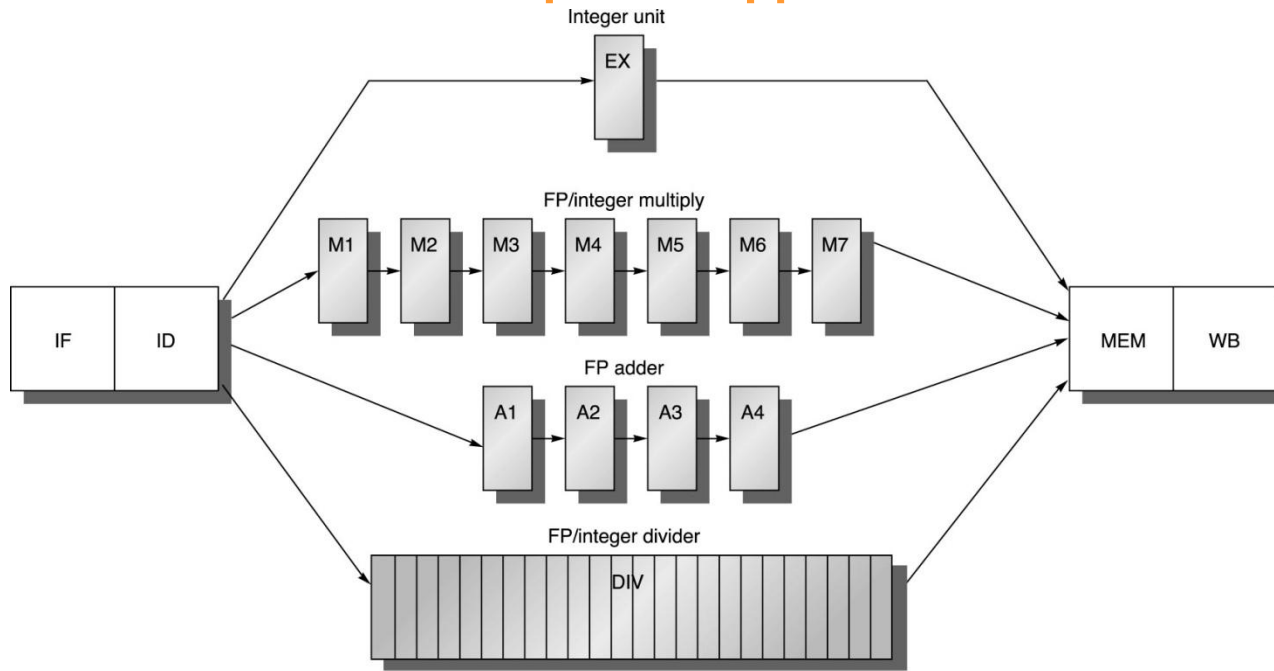 Integer unit
EX
FP/integer multiply
M1 M2 M3 M4 M5 M6 M7
IF ID
MEM WB
FP adder
A1 A2 A3 A4
FP/integer divider
DIV